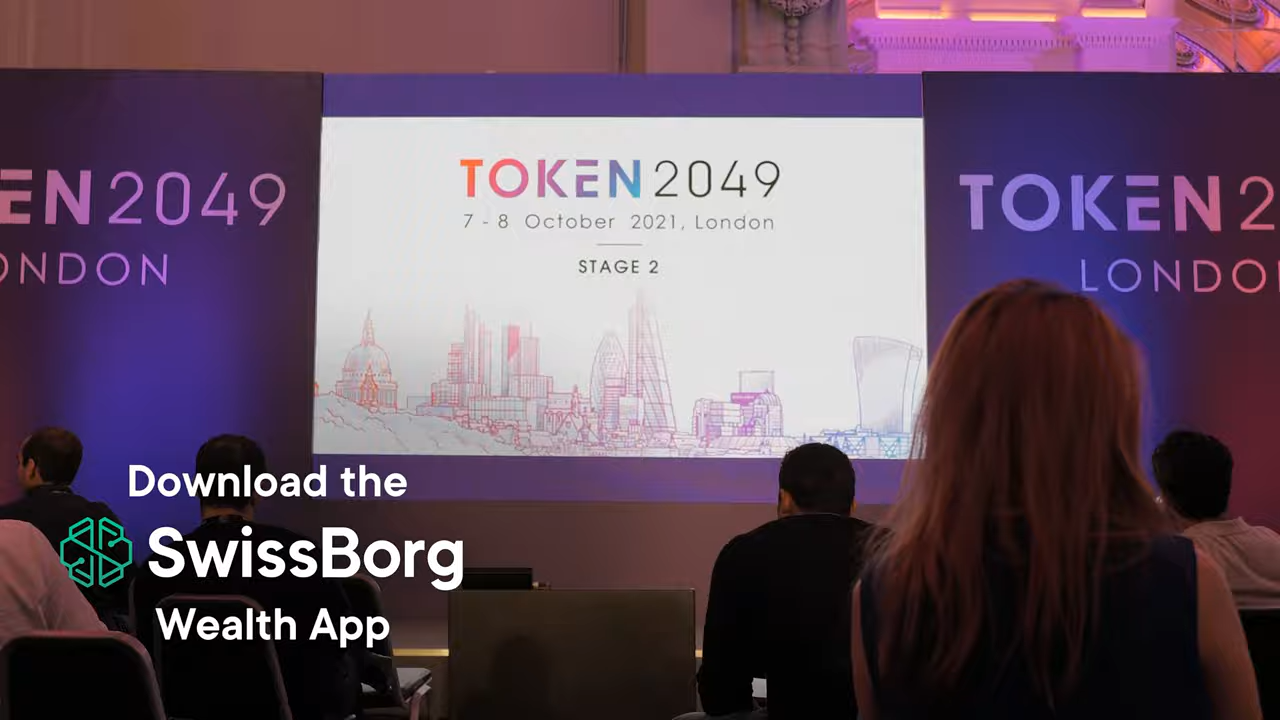 TOKEN2049
7 - 8 October 2021, London
STAGE 2
EN2049
ONDON
TOKEN2
LONDO
Download the
SwissBorg
Wealth App